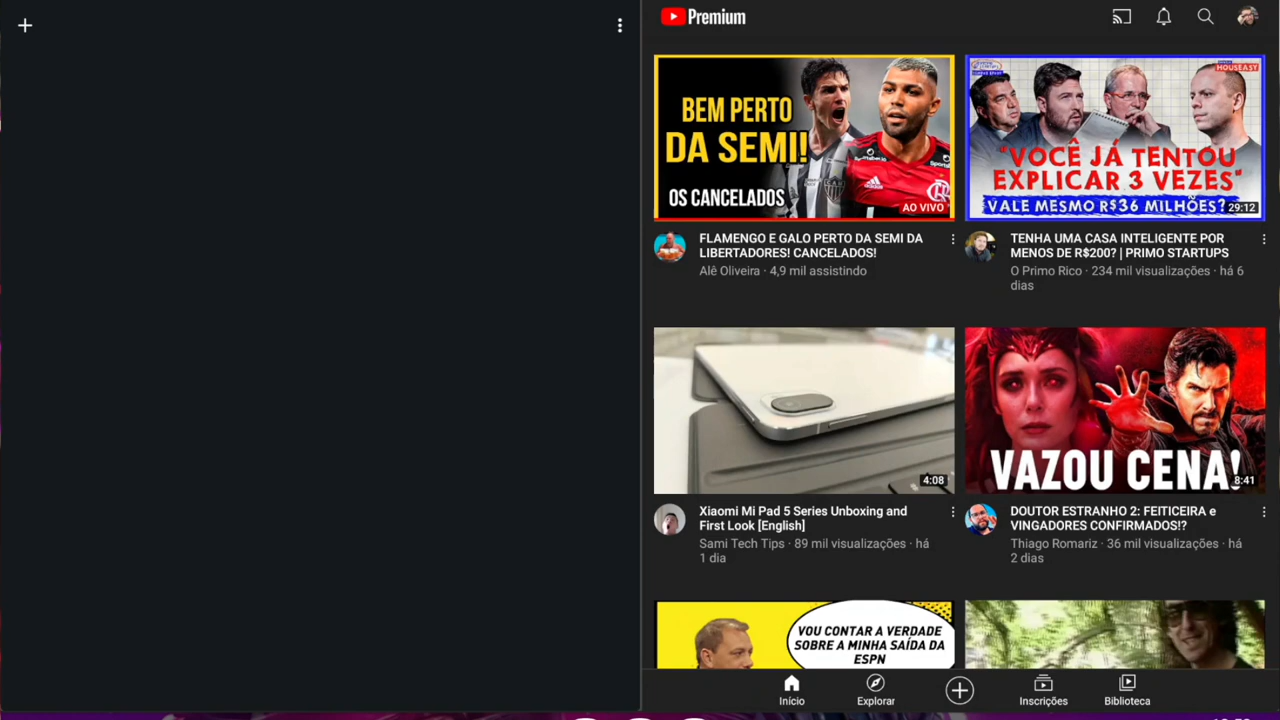 Premium
BEM PERTO
DA SEMI!
OS CANCELADOS
AO VIVO
FLAMENGO E GALO PERTO DA SEMI DA
LIBERTADORES! CANCELADOS!
Alê Oliveira · 4,9 mil assistindo
HOUSEASY
"VOCÊ JÁ TENTOU
EXPLICAR 3 VEZES"
VALE MESMO R$36 MILHÕES?
29:12
TENHA UMA CASA INTELIGENTE POR
MENOS DE R$200? | PRIMO STARTUPS
O Primo Rico · 234 mil visualizações · há 6
dias
4:08
Xiaomi Mi Pad 5 Series Unboxing and
First Look [English]
Sami Tech Tips · 89 mil visualizações · há
1 dia
VAZOU CENA!
8:41
DOUTOR ESTRANHO 2: FEITICEIRA e
VINGADORES CONFIRMADOS!?
Thiago Romariz · 36 mil visualizações · há
2 dias
VOU CONTAR A VERDADE
SOBRE A MINHA SAÍDA DA
ESPN
Início
Explorar
Inscrições
Biblioteca